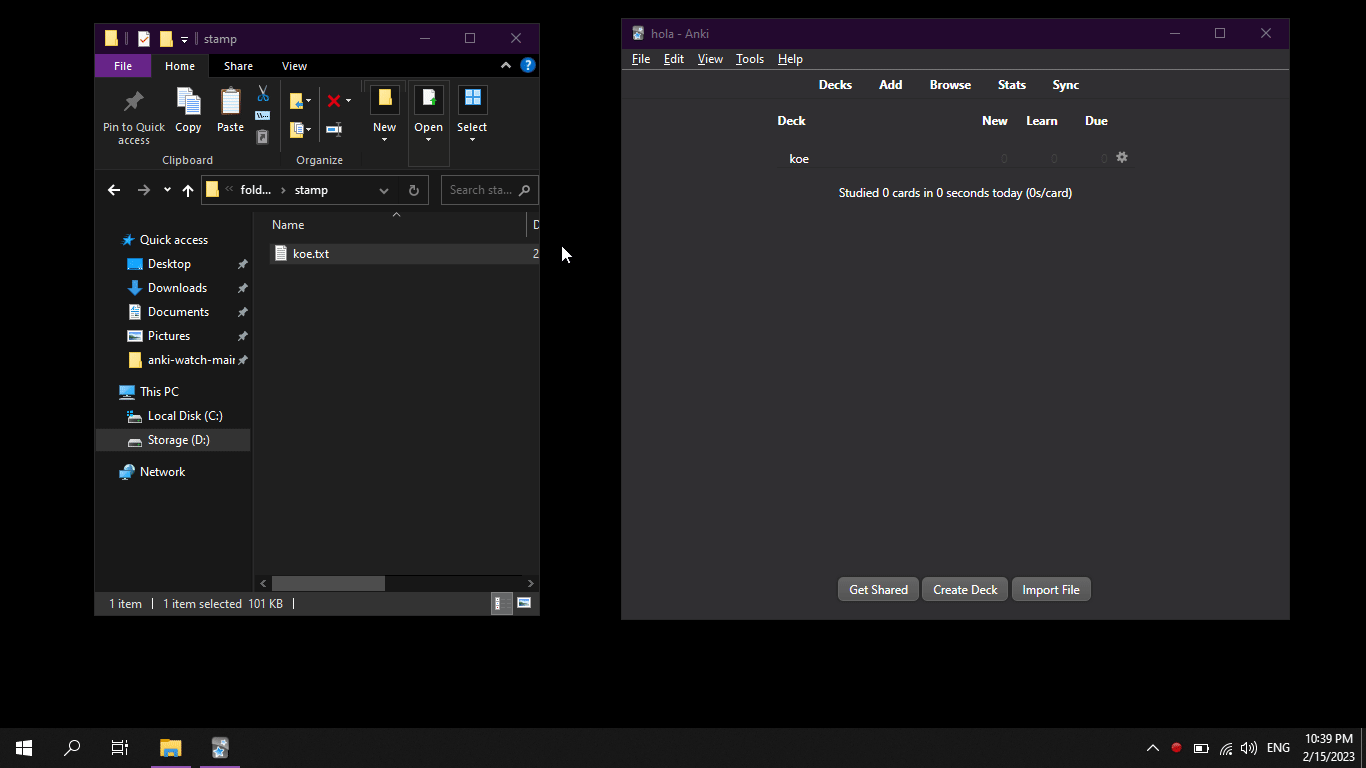 stamp
File Home Share View
Pin to Quick access
Copy
Paste
New
Open
Select
Clipboard
Organize
fold... stamp
Search sta...
Name
D
koe.txt
2
Quick access
Desktop
Downloads
Documents
Pictures
anki-watch-mair
This PC
Local Disk (C:)
Storage (D:)
Network
1 item 1 item selected 101 KB
hola - Anki
File Edit View Tools Help
Decks Add Browse Stats Sync
Deck New Learn Due
koe 0 0 0
Studied 0 cards in 0 seconds today (0s/card)
Get Shared Create Deck Import File
ENG
10:39 PM
2/15/2023